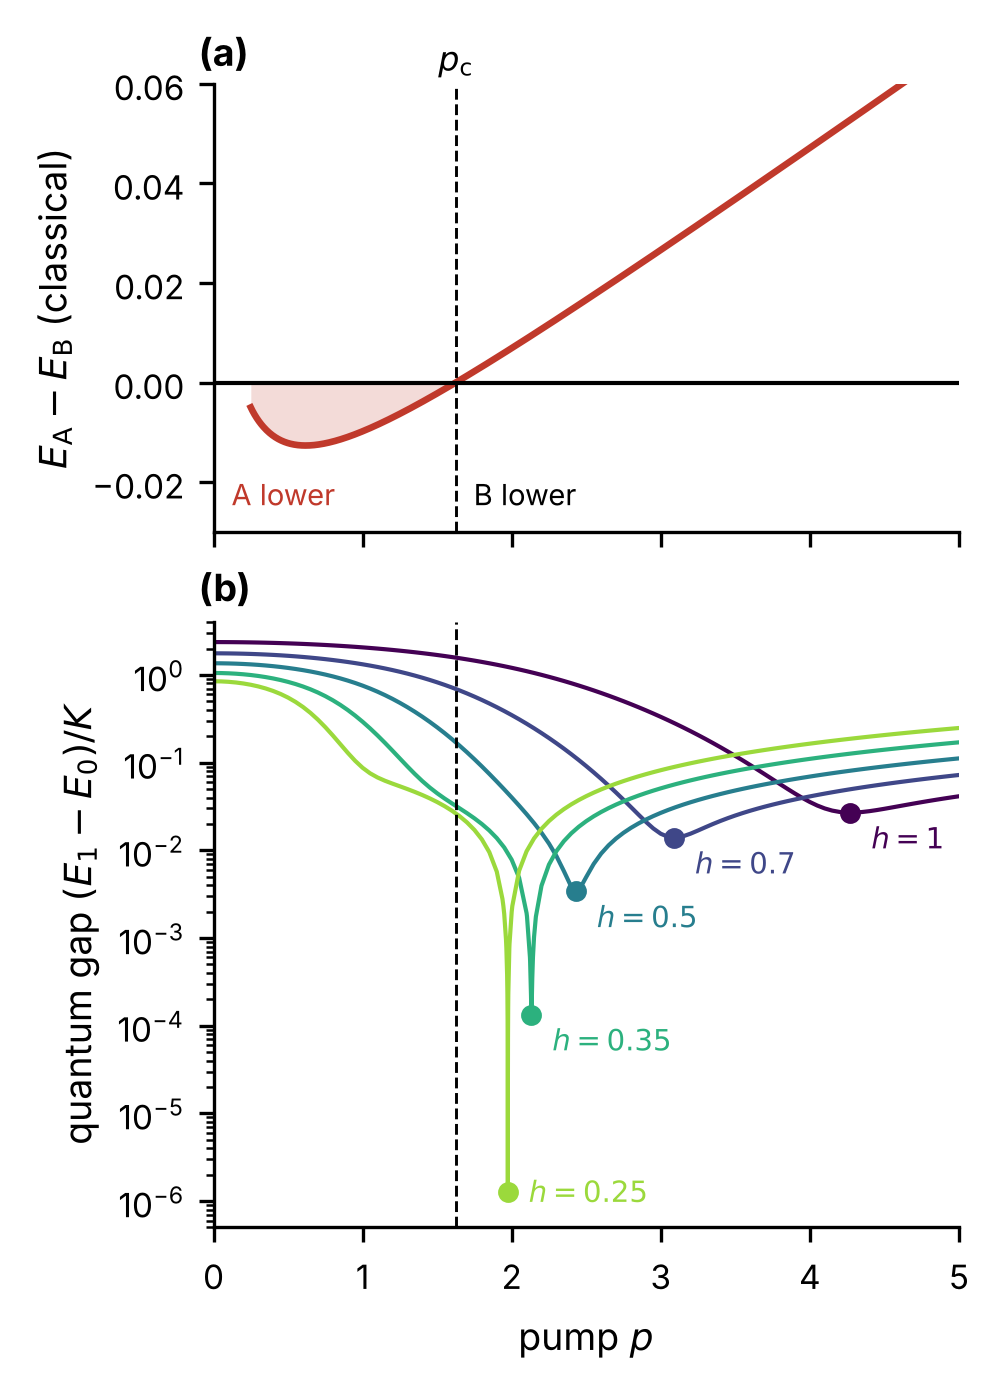 (a)
p_c
0.06
0.04
0.02
0.00
−0.02
E_A − E_B (classical)
A lower
B lower
(b)
10^0
10^−1
10^−2
10^−3
10^−4
10^−5
10^−6
quantum gap (E_1 − E_0)/K
h = 1
h = 0.7
h = 0.5
h = 0.35
h = 0.25
0 1 2 3 4 5
pump p